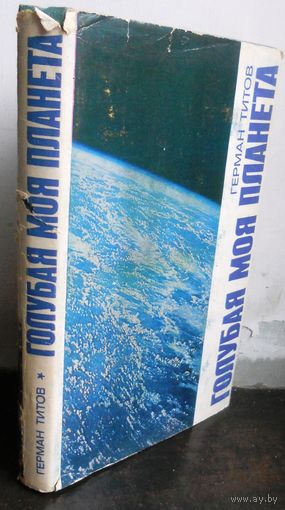 ГЕРМАН ТИТОВ ★ ГОЛУБАЯ МОЯ ПЛАНЕТА
ГЕРМАН ТИТОВ
ГОЛУБАЯ МОЯ ПЛАНЕТА
© www.ay.by